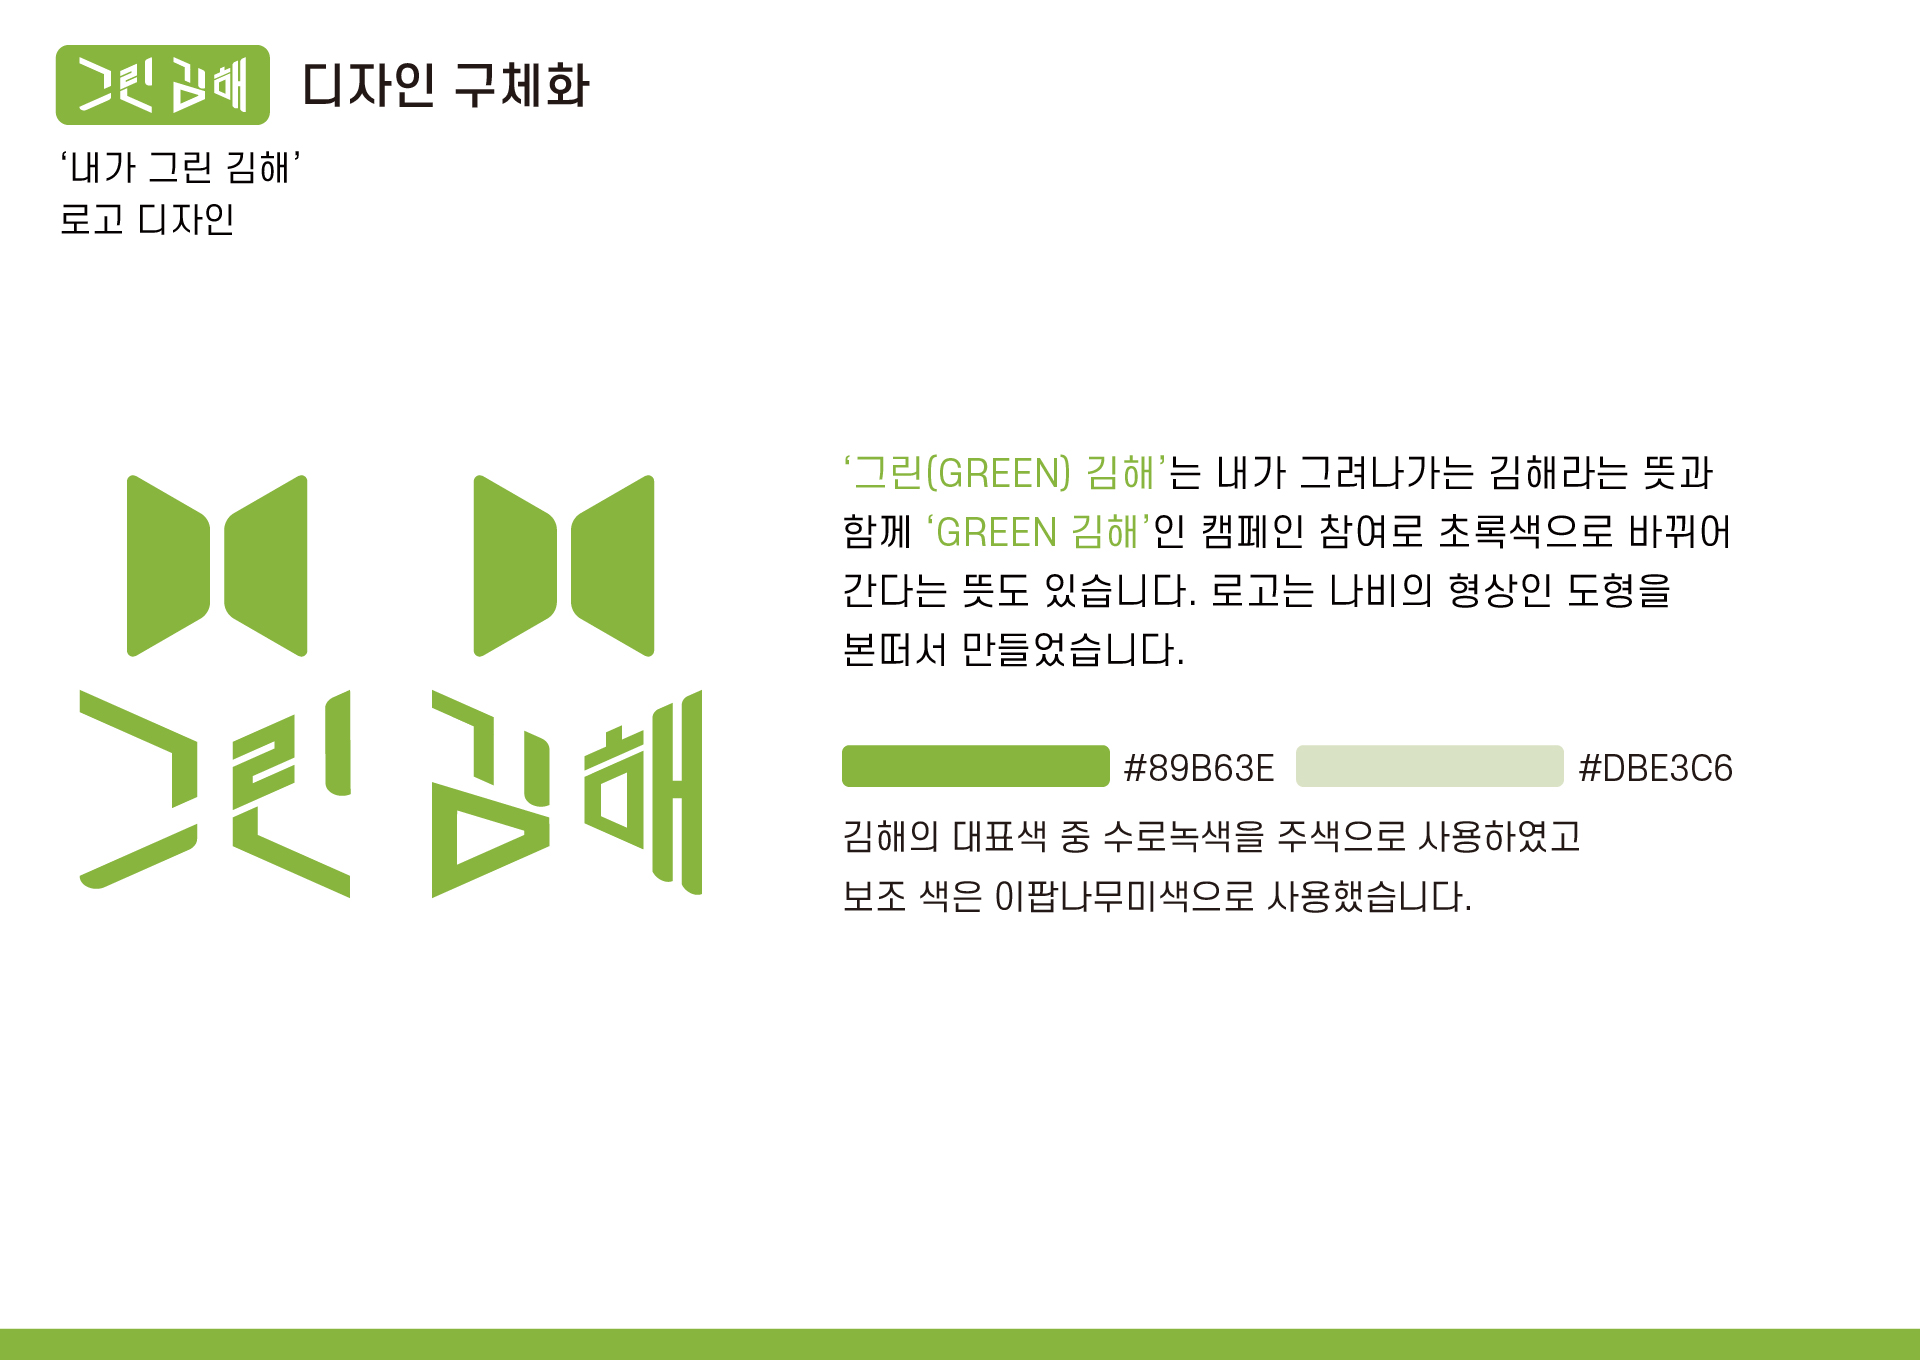 그린 김해 디자인 구체화
‘내가 그린 김해’
로고 디자인
그린 김해
‘그린(GREEN) 김해’는 내가 그려나가는 김해라는 뜻과
함께 ‘GREEN 김해’인 캠페인 참여로 초록색으로 바뀌어
간다는 뜻도 있습니다. 로고는 나비의 형상인 도형을
본떠서 만들었습니다.
#89B63E #DBE3C6
김해의 대표색 중 수로녹색을 주색으로 사용하였고
보조 색은 이팝나무미색으로 사용했습니다.